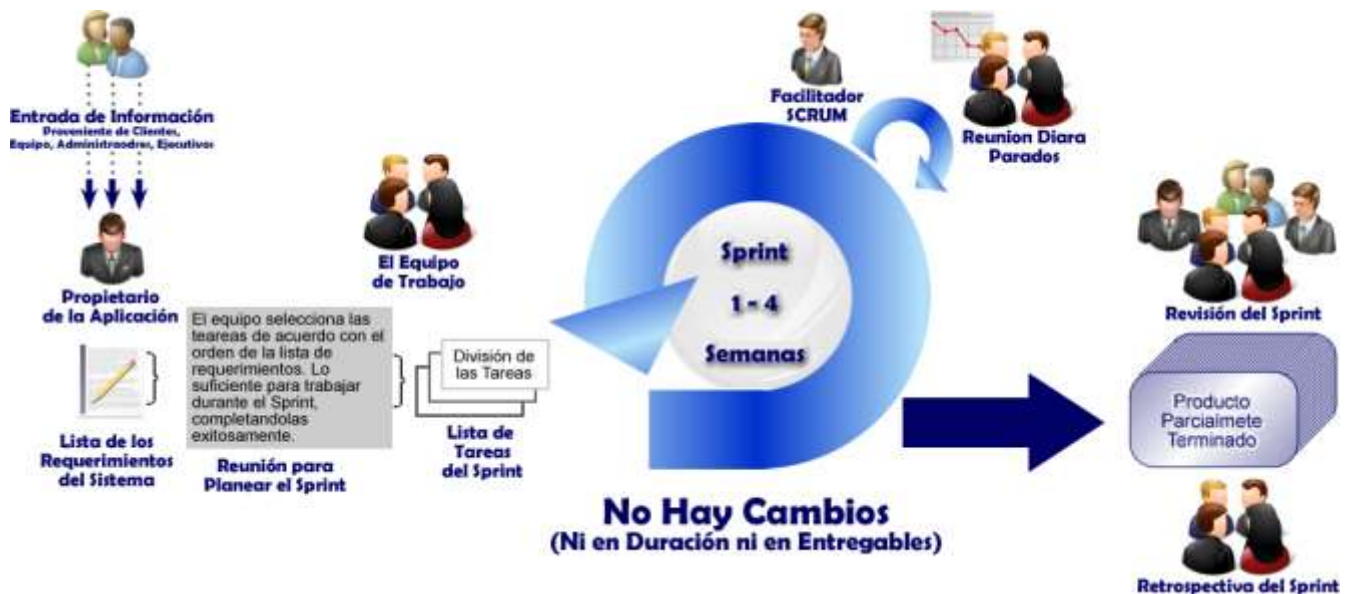 Entrada de Información
Proveniente de Clientes,
Equipo, Administraodres, Ejecutivos
Propietario
de la Aplicación
Lista de los
Requerimientos
del Sistema
El equipo selecciona las
teareas de acuerdo con el
orden de la lista de
requerimientos. Lo
suficiente para trabajar
durante el Sprint,
completandolas
exitosamente.
Reunión para
Planear el Sprint
El Equipo
de Trabajo
División de
las Tareas
Lista de
Tareas
del Sprint
Facilitador
SCRUM
Reunion Diara
Parados
Sprint
1 - 4
Semanas
No Hay Cambios
(Ni en Duración ni en Entregables)
Revisión del Sprint
Producto
Parcialmete
Terminado
Retrospectiva del Sprint